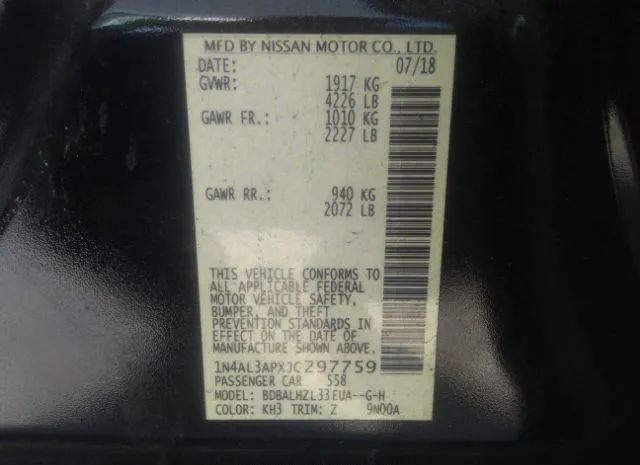 MFD BY NISSAN MOTOR CO., LTD.
DATE: 07/18
GVWR: 1917 KG
4226 LB
GAWR FR.: 1010 KG
2227 LB
GAWR RR.: 940 KG
2072 LB
THIS VEHICLE CONFORMS TO
ALL APPLICABLE FEDERAL
MOTOR VEHICLE SAFETY,
BUMPER, AND THEFT
PREVENTION STANDARDS IN
EFFECT ON THE DATE OF
MANUFACTURE SHOWN ABOVE.
1N4AL3APXJC297759
PASSENGER CAR 558
MODEL: BDBALHZL33EUA--G-H
COLOR: KH3 TRIM: Z 9N00A